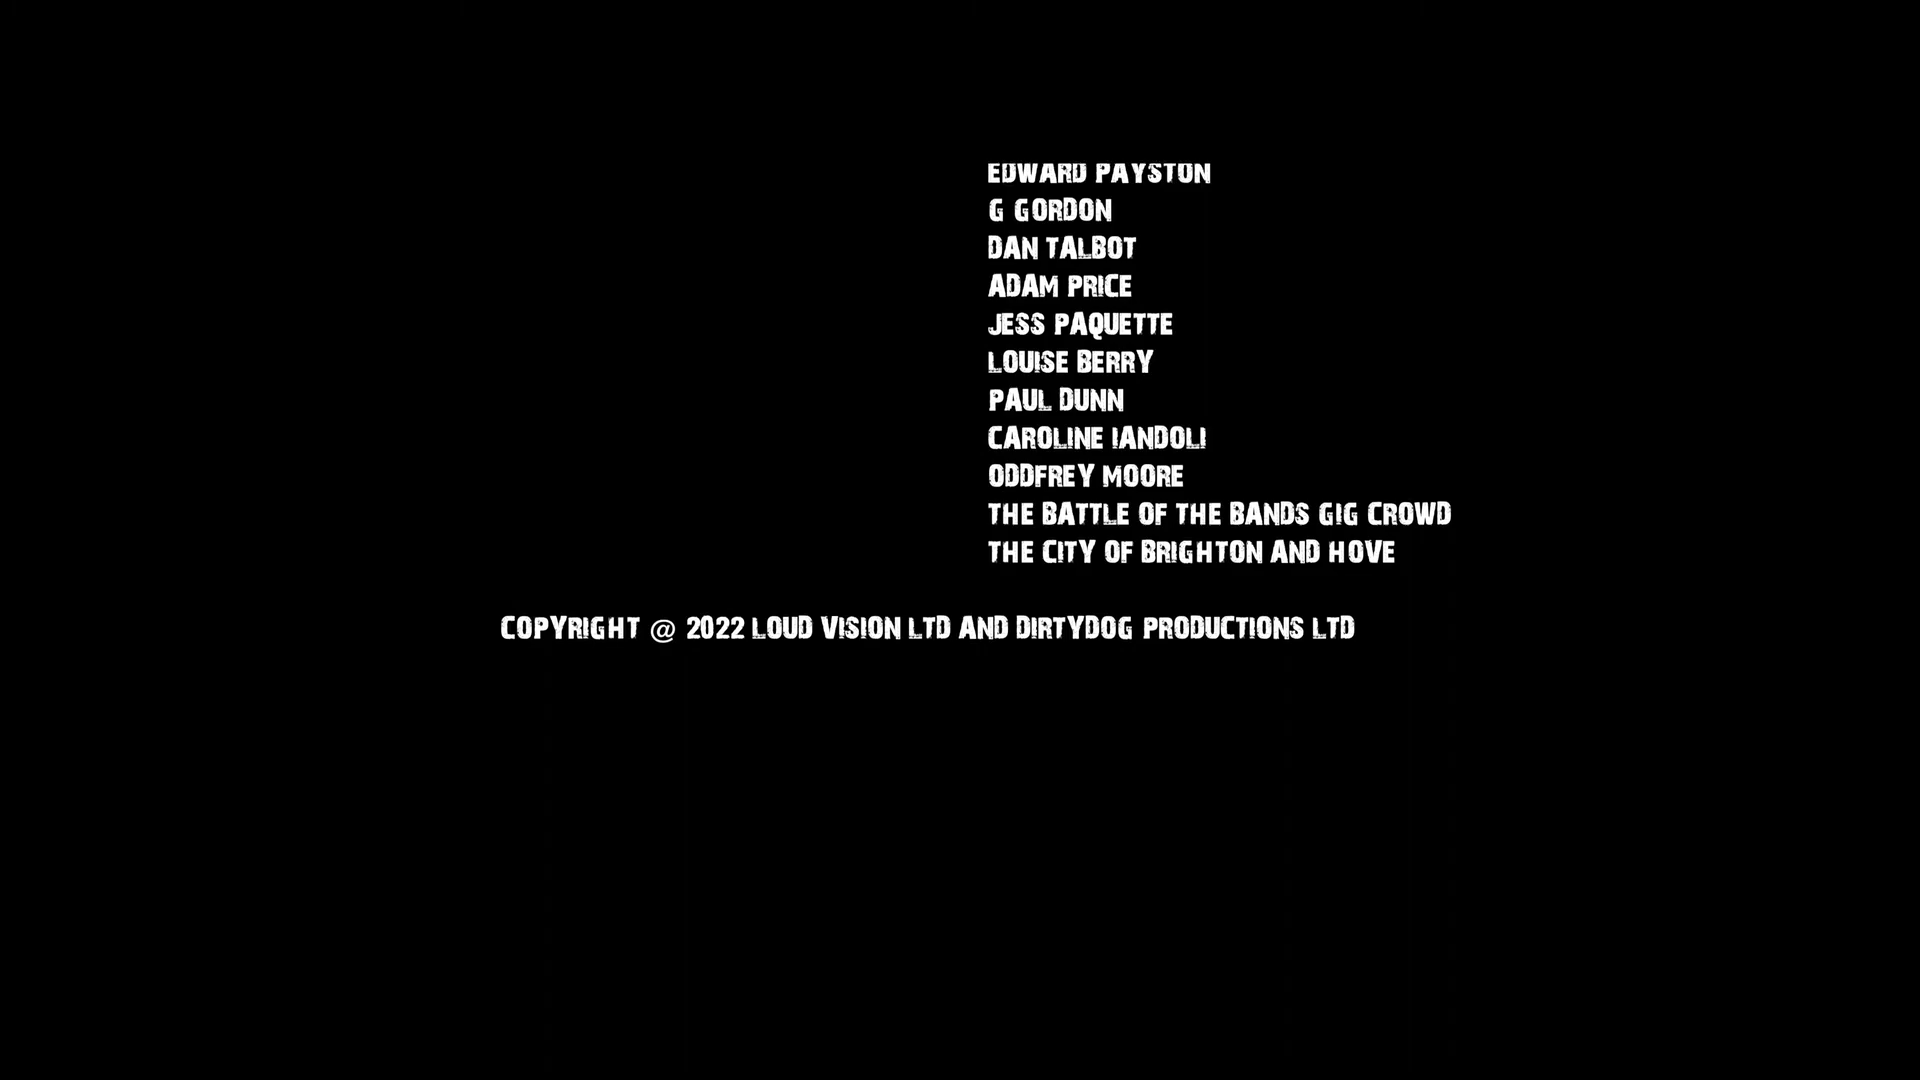 EDWARD PAYSTON
G GORDON
DAN TALBOT
ADAM PRICE
JESS PAQUETTE
LOUISE BERRY
PAUL DUNN
CAROLINE IANDOLI
ODDFREY MOORE
THE BATTLE OF THE BANDS GIG CROWD
THE CITY OF BRIGHTON AND HOVE
COPYRIGHT @ 2022 LOUD VISION LTD AND DIRTYDOG PRODUCTIONS LTD